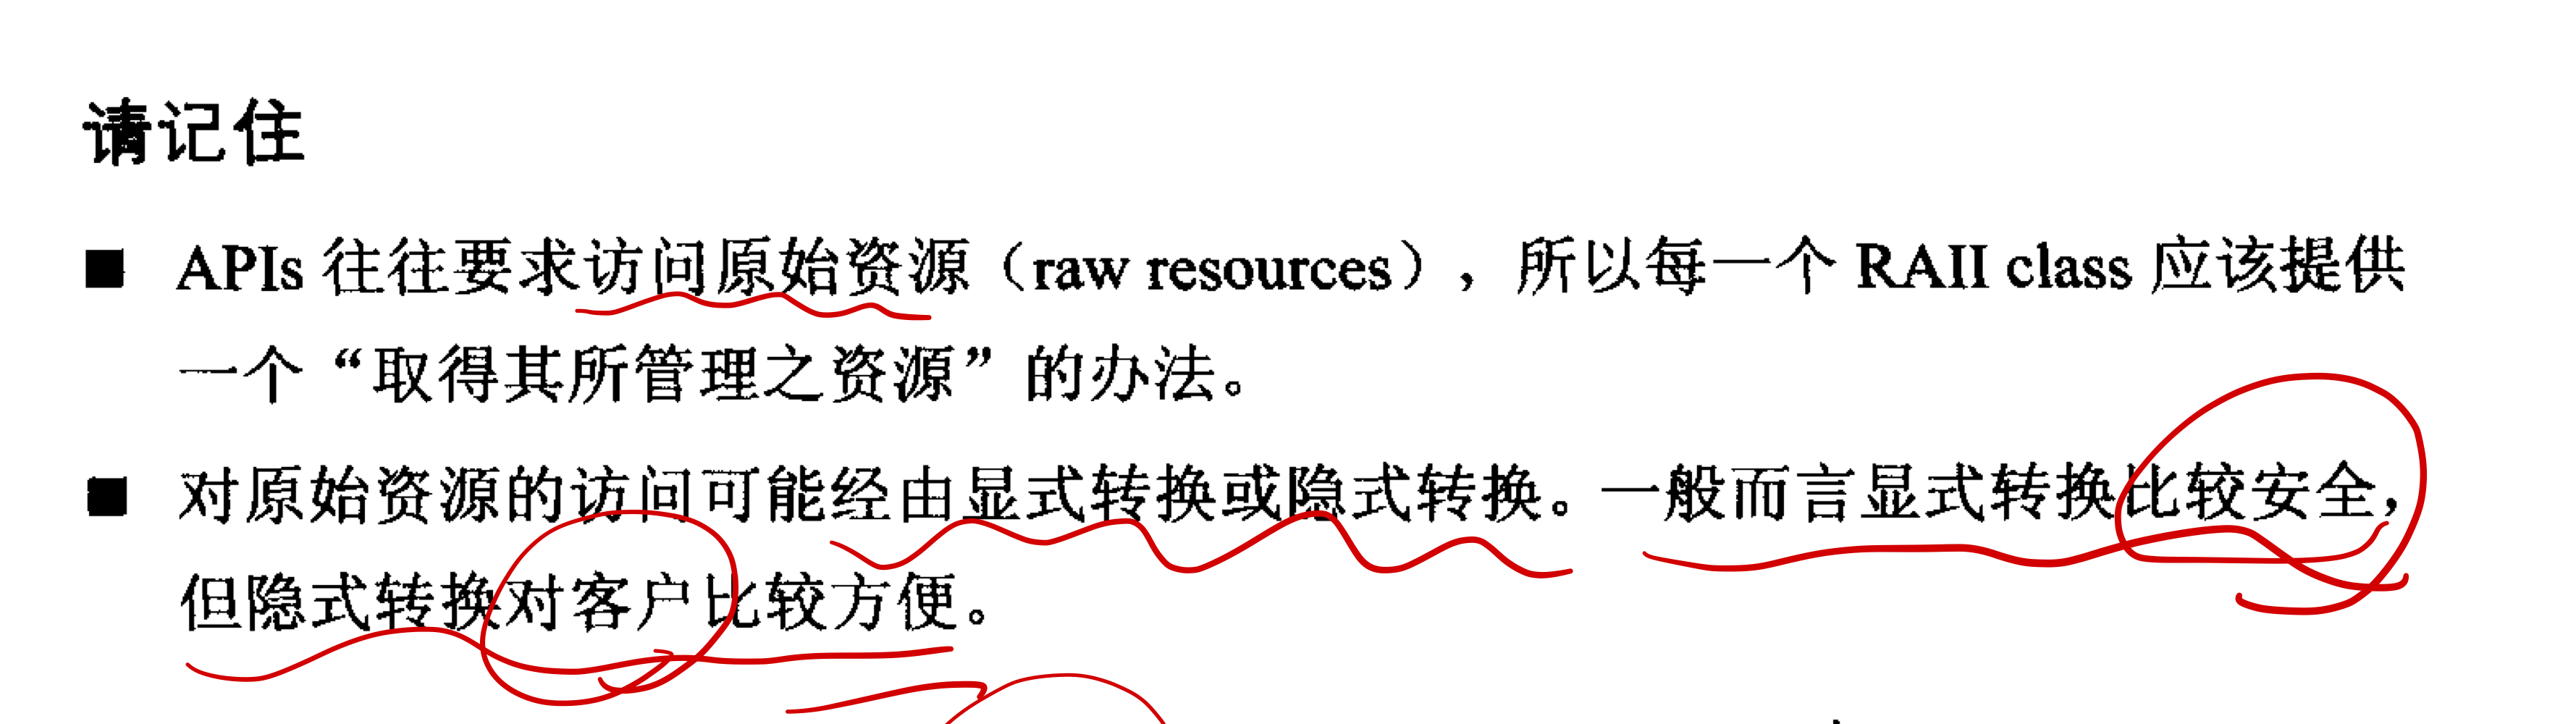 请记住
■ APIs 往往要求访问原始资源（raw resources），所以每一个 RAII class 应该提供
一个“取得其所管理之资源”的办法。
■ 对原始资源的访问可能经由显式转换或隐式转换。一般而言显式转换比较安全，
但隐式转换对客户比较方便。